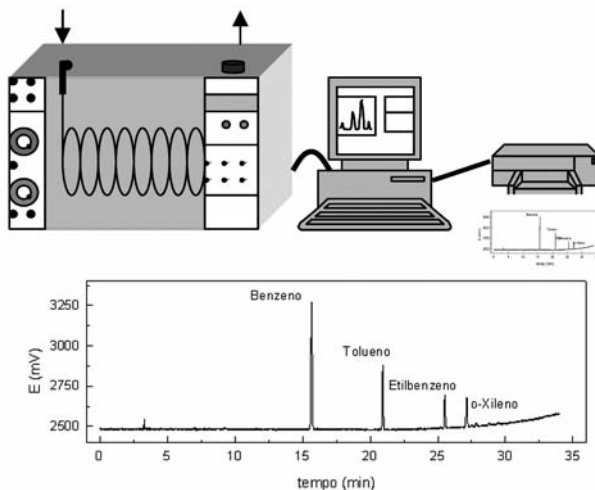 Benzeno
Tolueno
Etilbenzeno
o-Xileno
E (mV)
3250
3000
2750
2500
0 5 10 15 20 25 30 35
tempo (min)